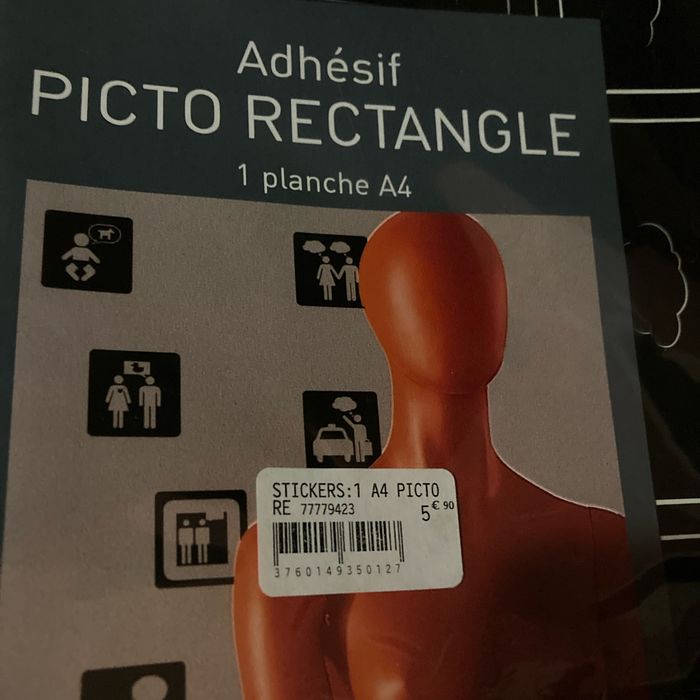 Adhésif
PICTO RECTANGLE
1 planche A4
STICKERS:1 A4 PICTO
RE 77779423 5€90
3760149350127